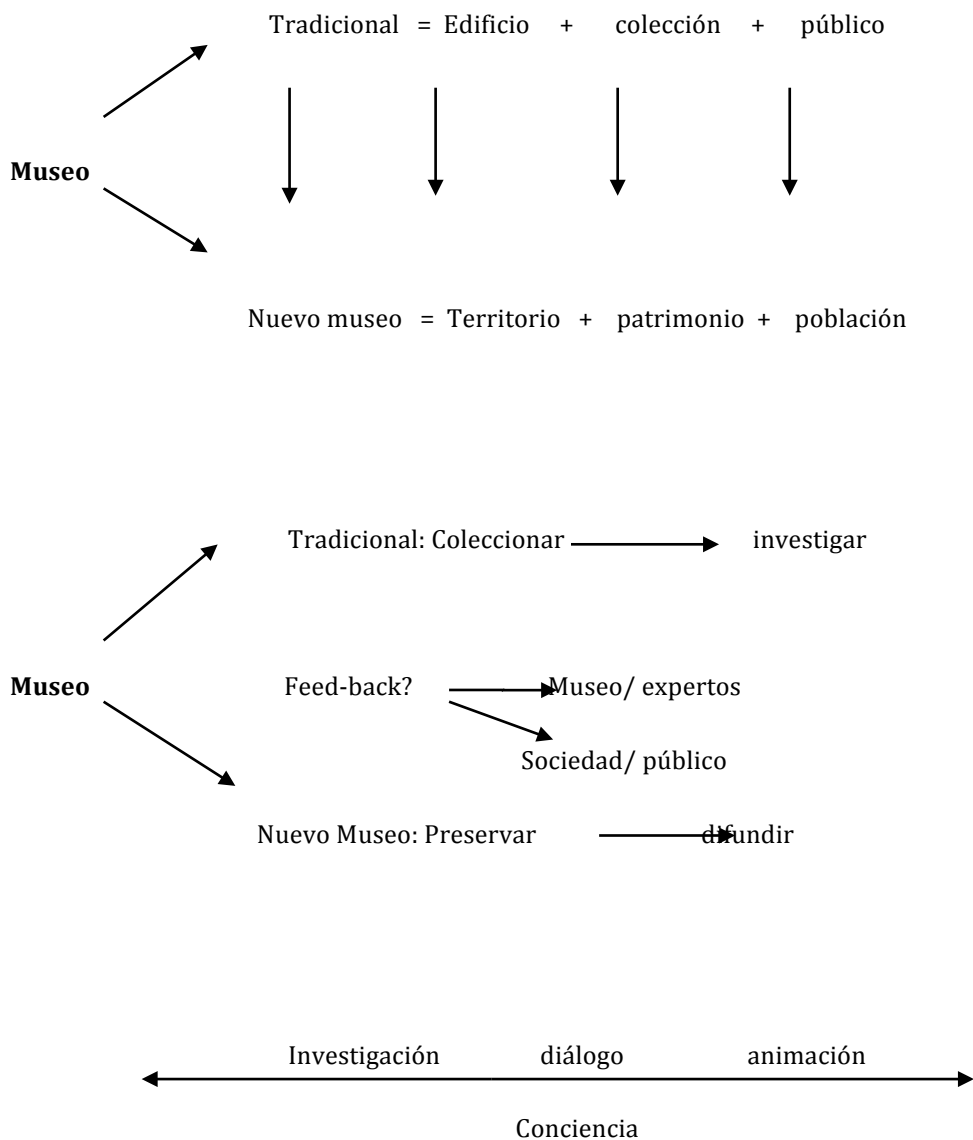 Tradicional = Edificio + colección + público
Museo
Nuevo museo = Territorio + patrimonio + población
Tradicional: Coleccionar investigar
Museo Feed-back? Museo/ expertos
Sociedad/ público
Nuevo Museo: Preservar difundir
Investigación diálogo animación
Conciencia